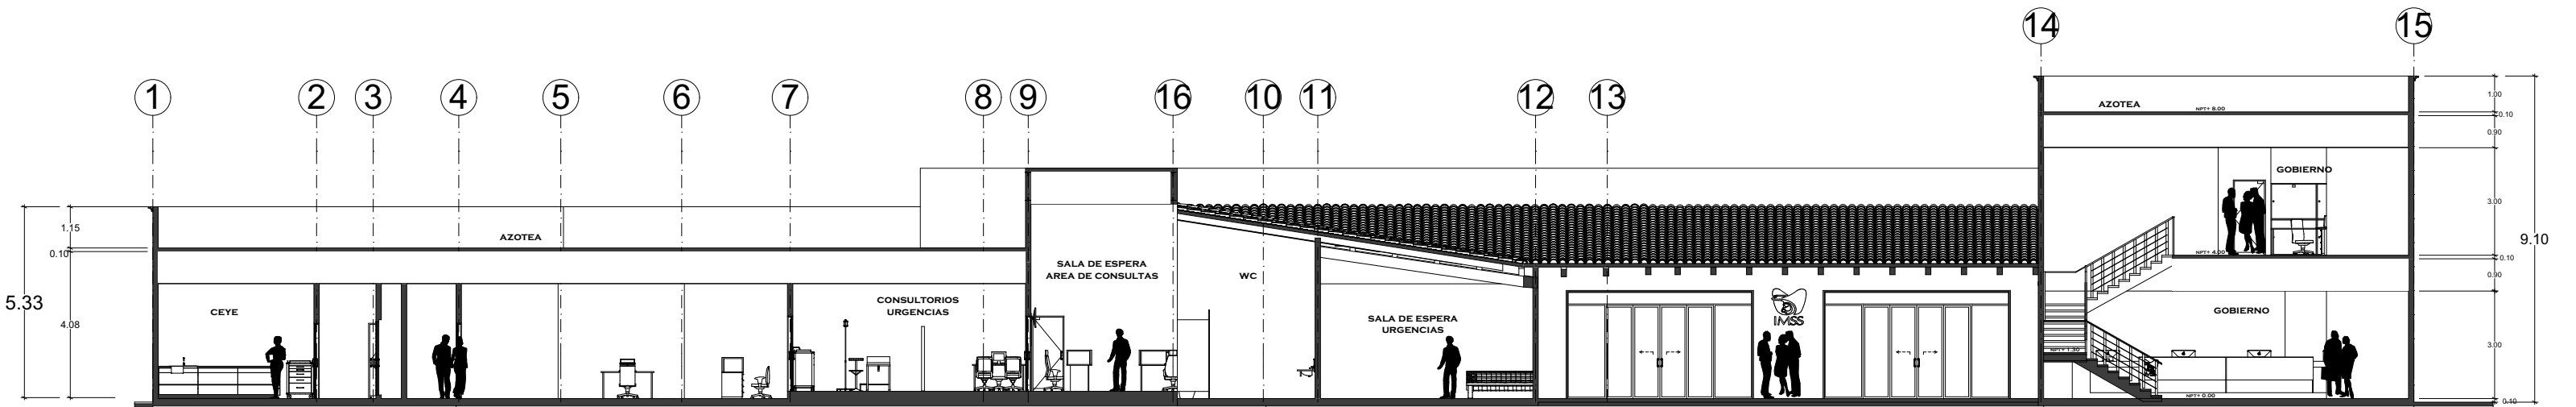 1 2 3 4 5 6 7 8 9 16 10 11 12 13 14 15
5.33
1.15
0.10
4.08
AZOTEA
CEYE
CONSULTORIOS
URGENCIAS
SALA DE ESPERA
AREA DE CONSULTAS
WC
SALA DE ESPERA
URGENCIAS
IMSS
AZOTEA
NPT+ 8.00
GOBIERNO
NPT+ 4.00
GOBIERNO
NPT+ 1.30
NPT+ 0.00
1.00
0.10
0.90
3.00
0.10
0.90
3.00
0.10
9.10